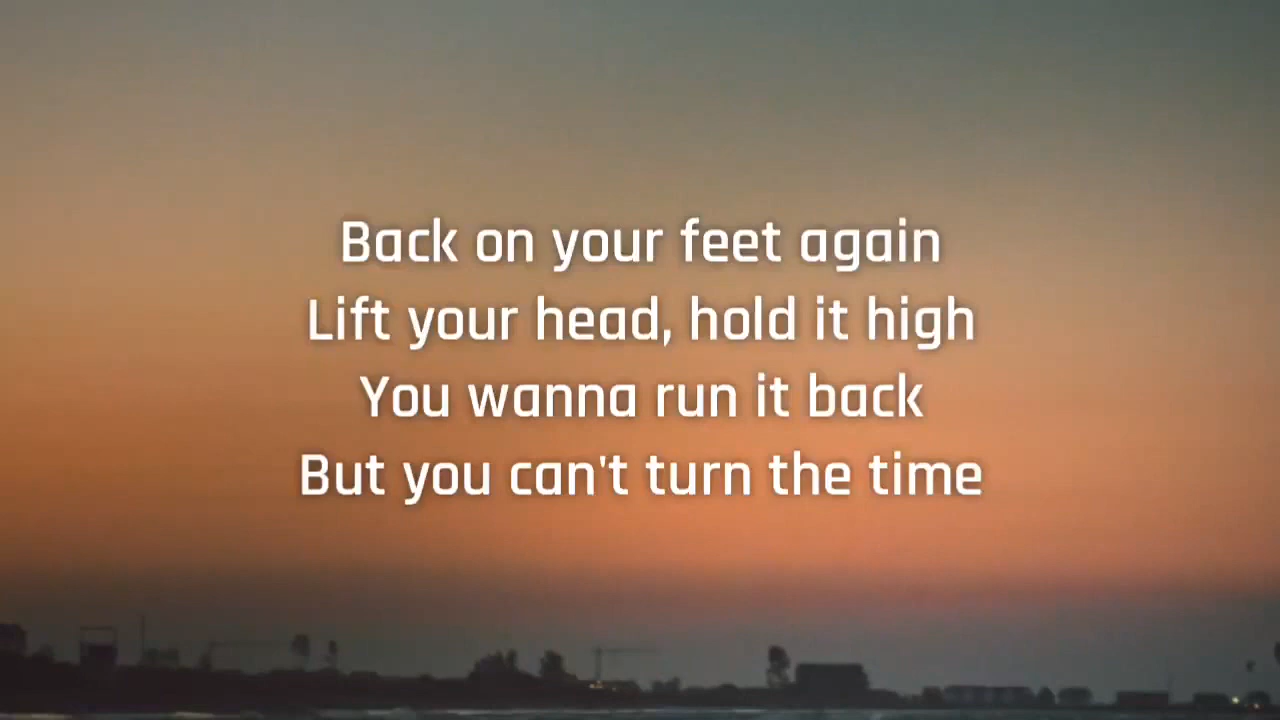 Back on your feet again
Lift your head, hold it high
You wanna run it back
But you can't turn the time